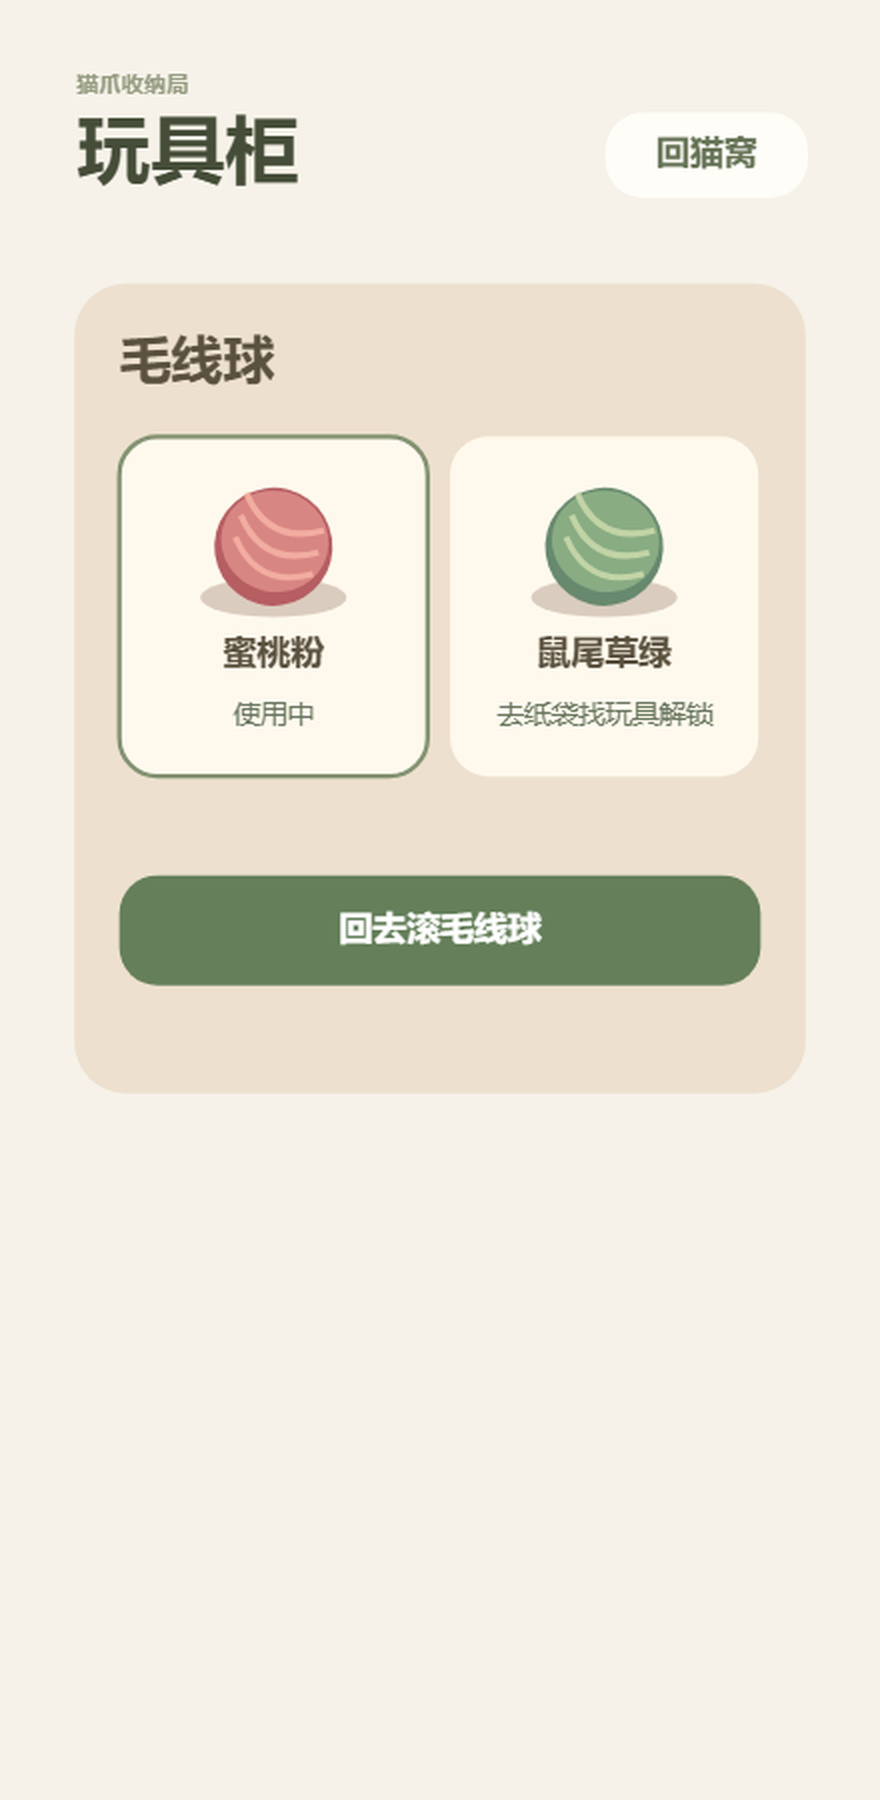 猫爪收纳局
玩具柜
回猫窝
毛线球
蜜桃粉
使用中
鼠尾草绿
去纸袋找玩具解锁
回去滚毛线球